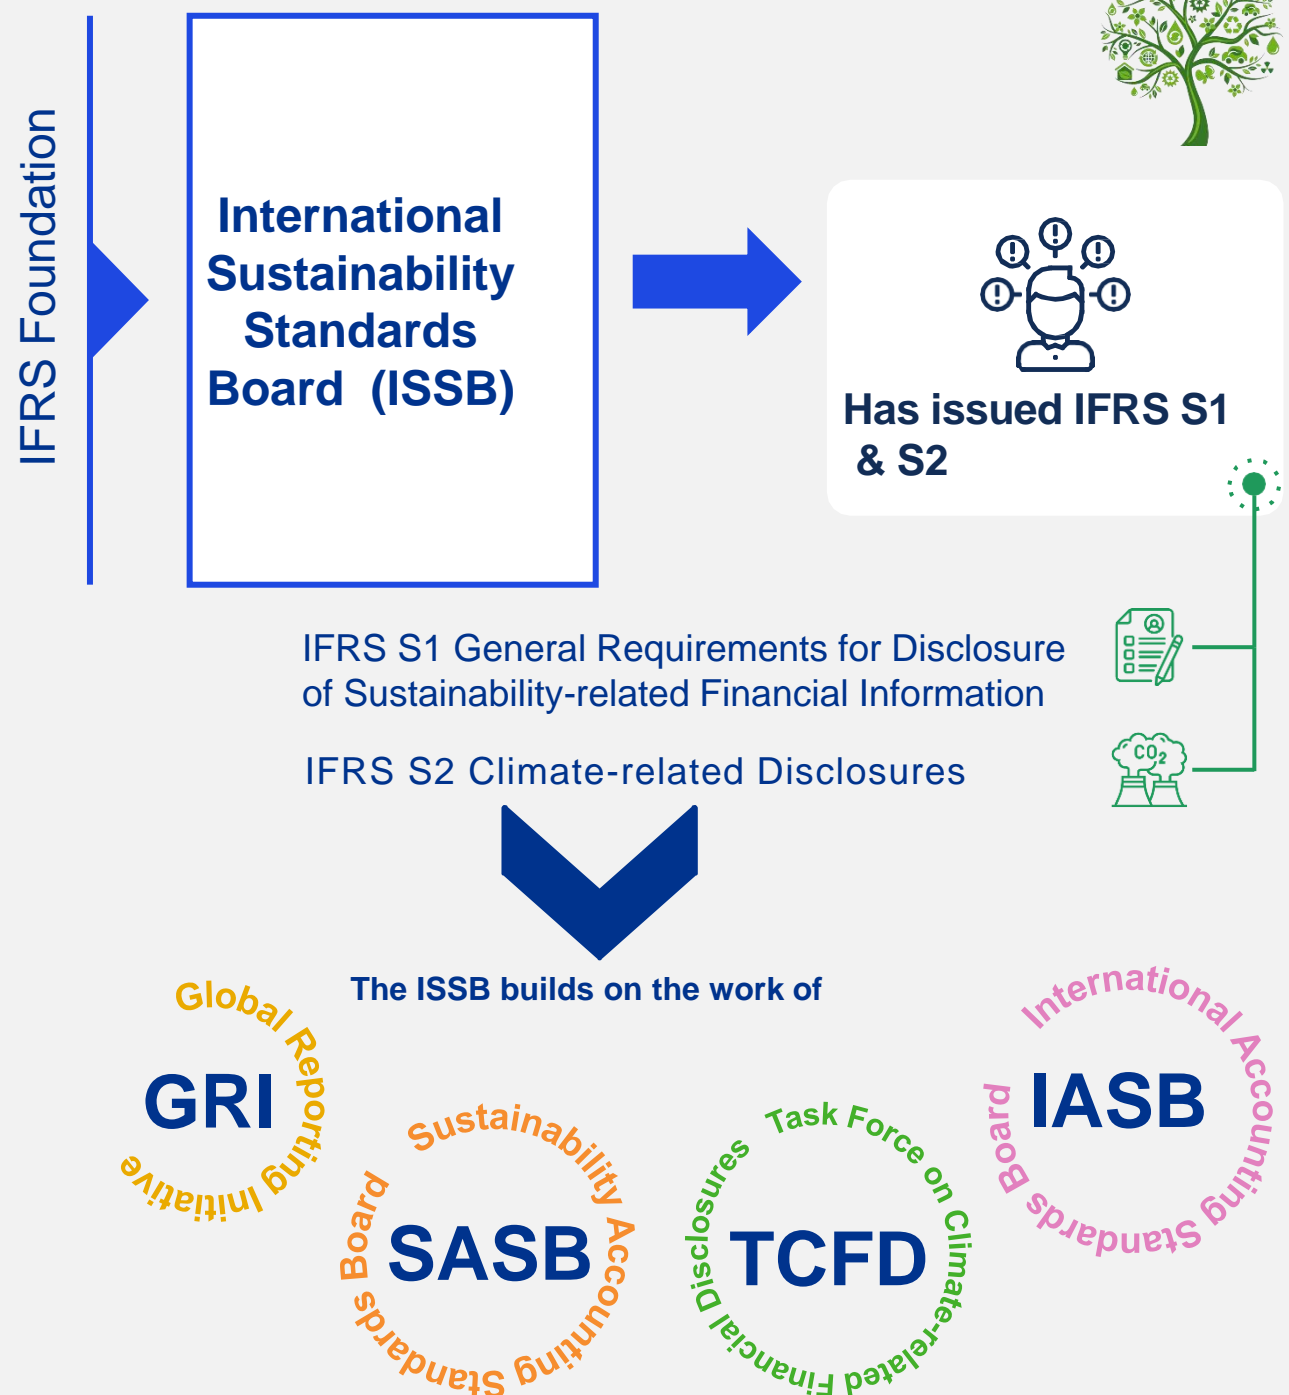 IFRS Foundation
International
Sustainability
Standards
Board (ISSB)
Has issued IFRS S1
& S2
IFRS S1 General Requirements for Disclosure
of Sustainability-related Financial Information
IFRS S2 Climate-related Disclosures
CO2
The ISSB builds on the work of
Global Reporting Initiative
GRI
Sustainability Accounting Standards Board
SASB
Task Force on Climate-related Financial Disclosures
TCFD
International Accounting Standards Board
IASB